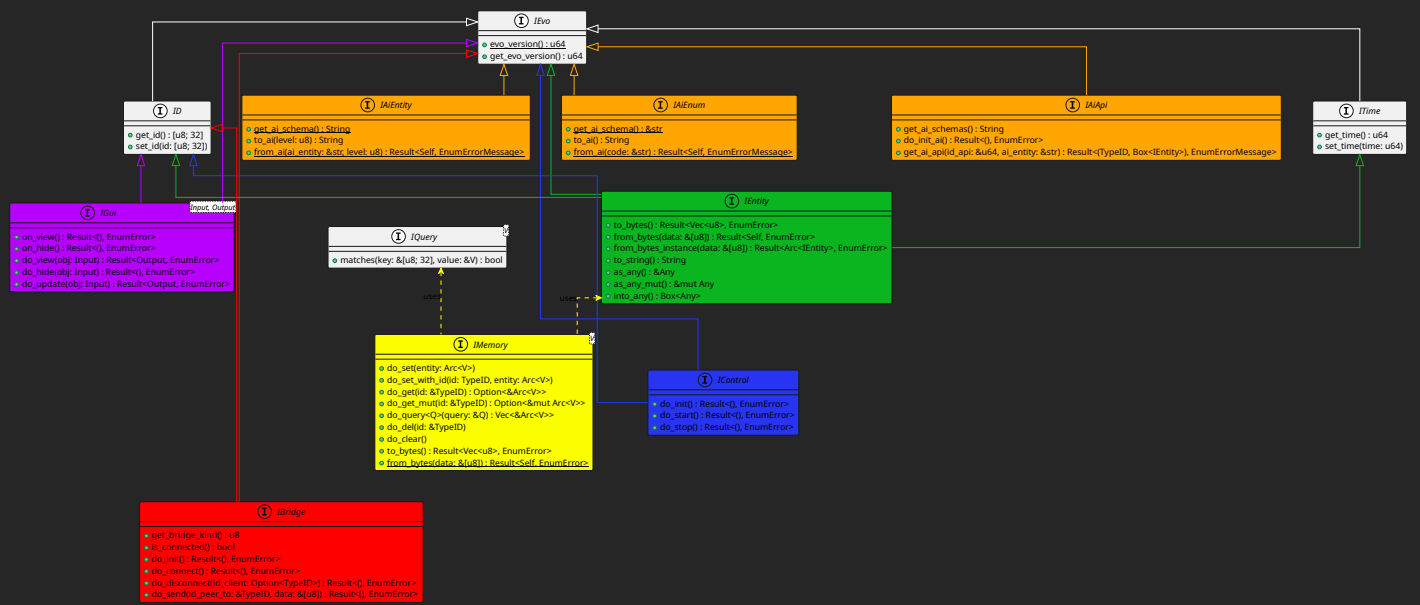 I IEvo
evo_version() : u64
get_evo_version() : u64
I ID
get_id() : [u8; 32]
set_id(id: [u8; 32])
I IAiEntity
get_ai_schema() : String
to_ai(level: u8) : String
from_ai(ai_entity: &str, level: u8) : Result<Self, EnumErrorMessage>
I IAiEnum
get_ai_schema() : &str
to_ai() : String
from_ai(code: &str) : Result<Self, EnumErrorMessage>
I IAiApi
get_ai_schemas() : String
do_init_ai() : Result<(), EnumError>
get_ai_api(id_api: &u64, ai_entity: &str) : Result<(TypeID, Box<IEntity>), EnumErrorMessage>
I ITime
get_time() : u64
set_time(time: u64)
I IGui
Input, Output
on_view() : Result<(), EnumError>
on_hide() : Result<(), EnumError>
do_view(obj: Input) : Result<Output, EnumError>
do_hide(obj: Input) : Result<(), EnumError>
do_update(obj: Input) : Result<Output, EnumError>
I IQuery
V
matches(key: &[u8; 32], value: &V) : bool
I IEntity
to_bytes() : Result<Vec<u8>, EnumError>
from_bytes(data: &[u8]) : Result<Self, EnumError>
from_bytes_instance(data: &[u8]) : Result<Arc<IEntity>, EnumError>
to_string() : String
as_any() : &Any
as_any_mut() : &mut Any
into_any() : Box<Any>
uses
uses
I IMemory
V
do_set(entity: Arc<V>)
do_set_with_id(id: TypeID, entity: Arc<V>)
do_get(id: &TypeID) : Option<&Arc<V>>
do_get_mut(id: &TypeID) : Option<&mut Arc<V>>
do_query<Q>(query: &Q) : Vec<&Arc<V>>
do_del(id: &TypeID)
do_clear()
to_bytes() : Result<Vec<u8>, EnumError>
from_bytes(data: &[u8]) : Result<Self, EnumError>
I IControl
do_init() : Result<(), EnumError>
do_start() : Result<(), EnumError>
do_stop() : Result<(), EnumError>
I IBridge
get_bridge_kind() : u8
is_connected() : bool
do_init() : Result<(), EnumError>
do_connect() : Result<(), EnumError>
do_disconnect(id_client: Option<TypeID>) : Result<(), EnumError>
do_send(id_peer_to: &TypeID, data: &[u8]) : Result<(), EnumError>